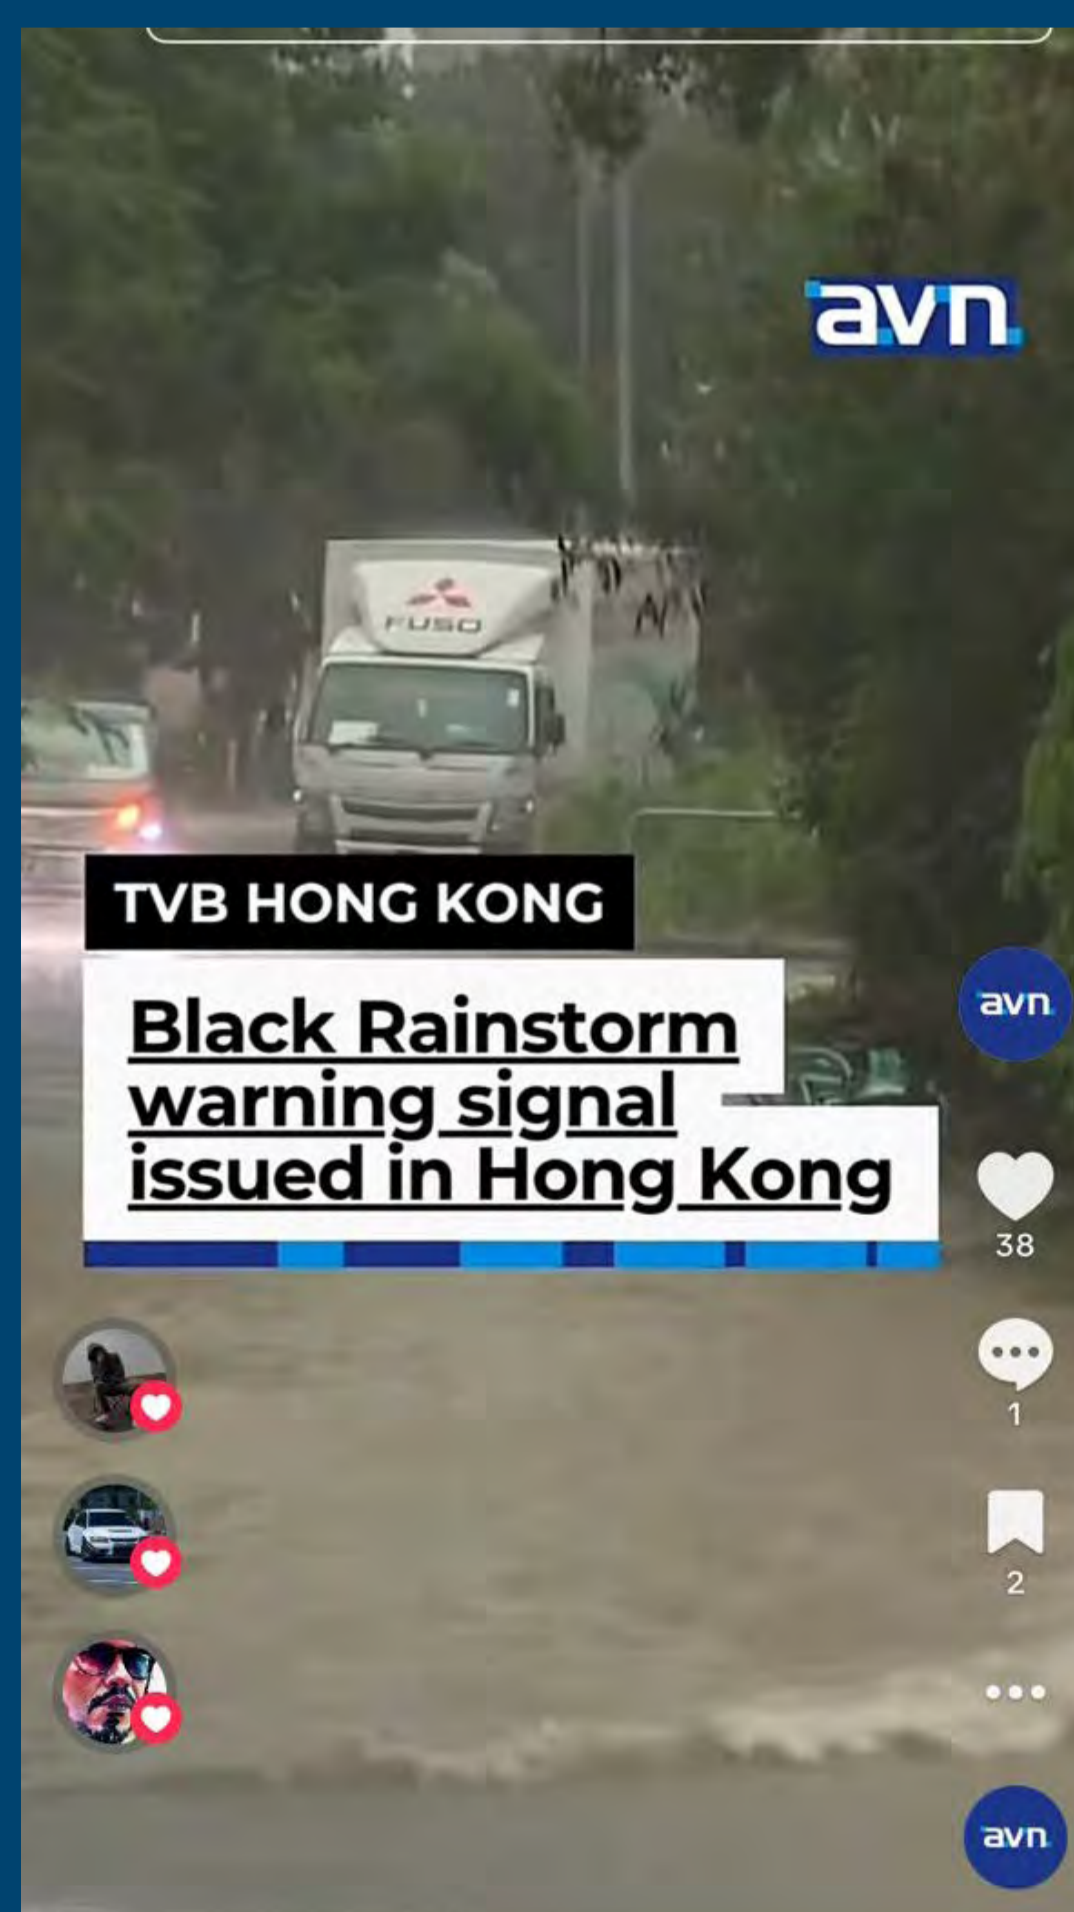 avn
FUSO
TVB HONG KONG
Black Rainstorm
warning signal
issued in Hong Kong
avn
38
1
2
avn